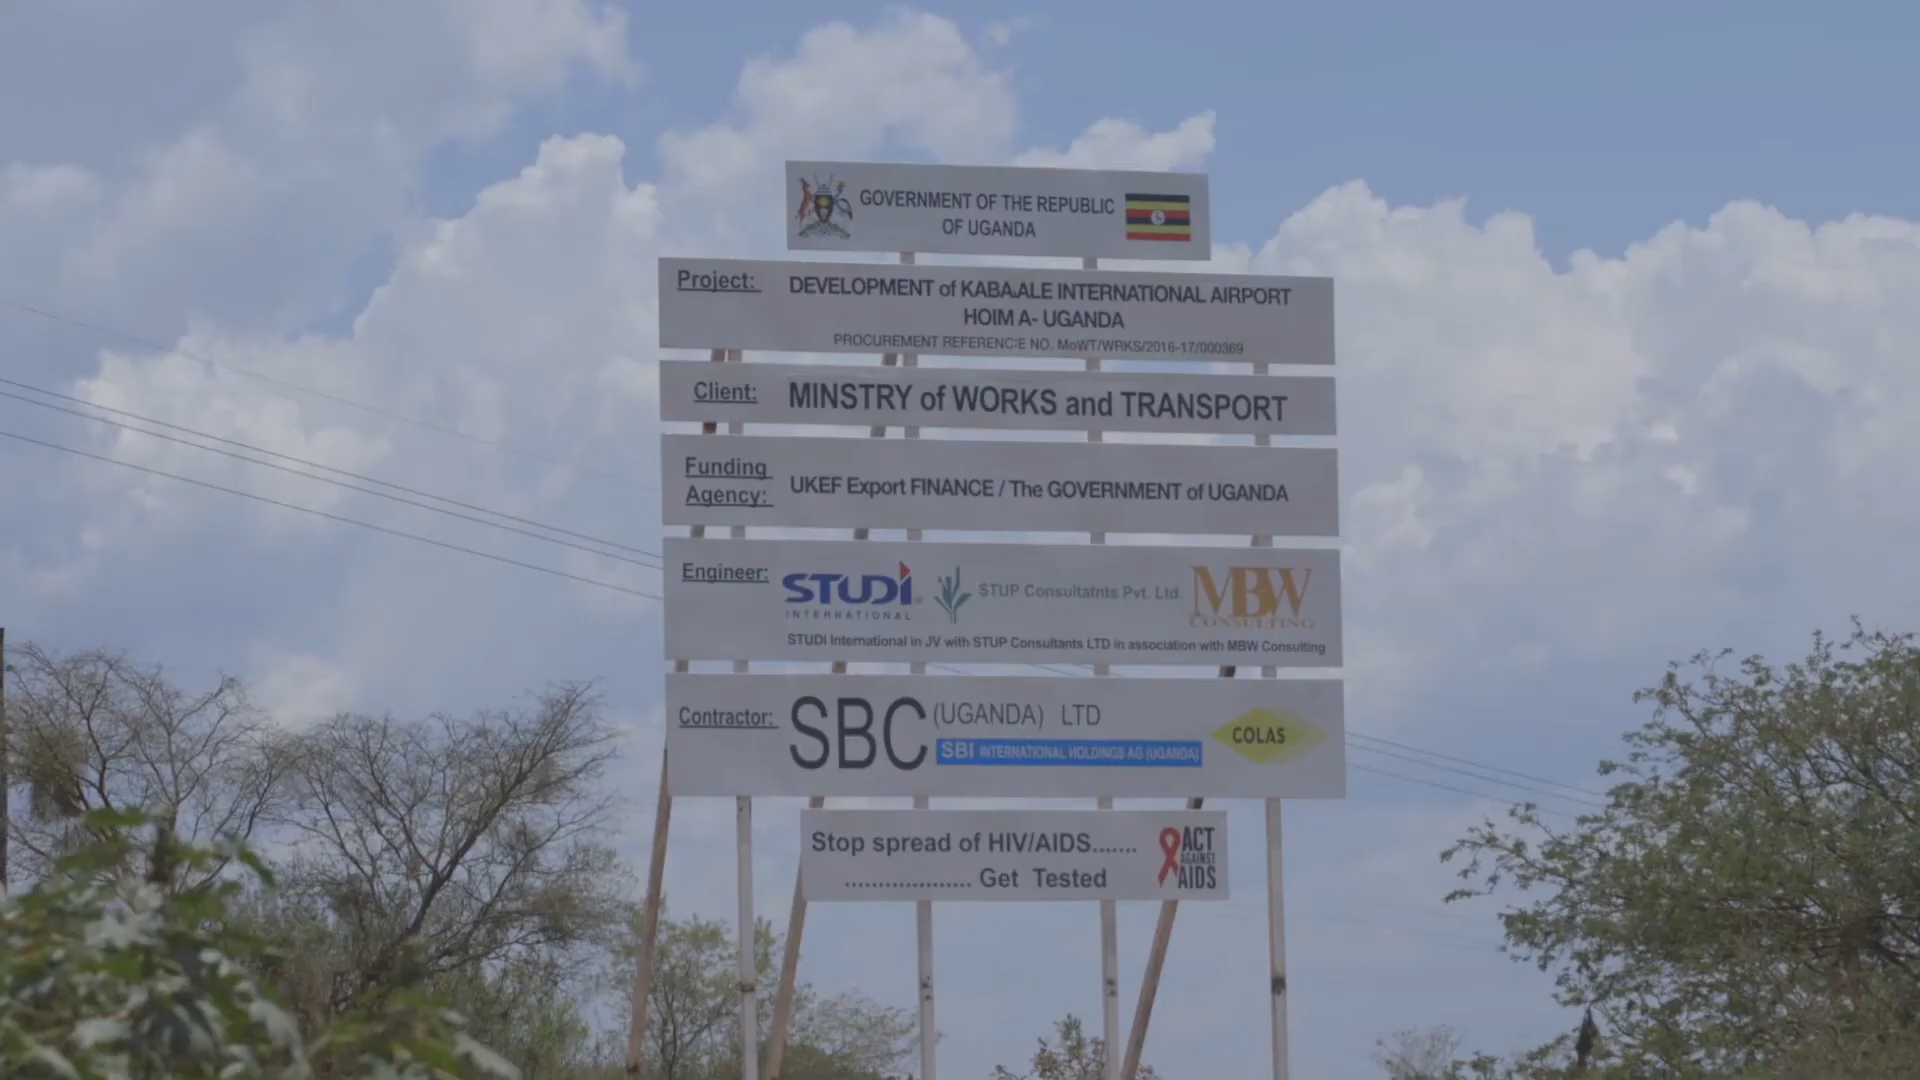 GOVERNMENT OF THE REPUBLIC
OF UGANDA
Project: DEVELOPMENT of KABAALE INTERNATIONAL AIRPORT
HOIMA- UGANDA
PROCUREMENT REFERENCE NO. MoWT/WRKS/2016-17/000369
Client: MINSTRY of WORKS and TRANSPORT
Funding
Agency: UKEF Export FINANCE / The GOVERNMENT of UGANDA
Engineer: STUDI
INTERNATIONAL
STUP Consultatnts Pvt. Ltd.
MBW
CONSULTING
STUDI International in JV with STUP Consultants LTD in association with MBW Consulting
Contractor: SBC (UGANDA) LTD
SBI INTERNATIONAL HOLDINGS AG (UGANDA)
COLAS
Stop spread of HIV/AIDS.......
................... Get Tested
ACT
AGAINST
AIDS